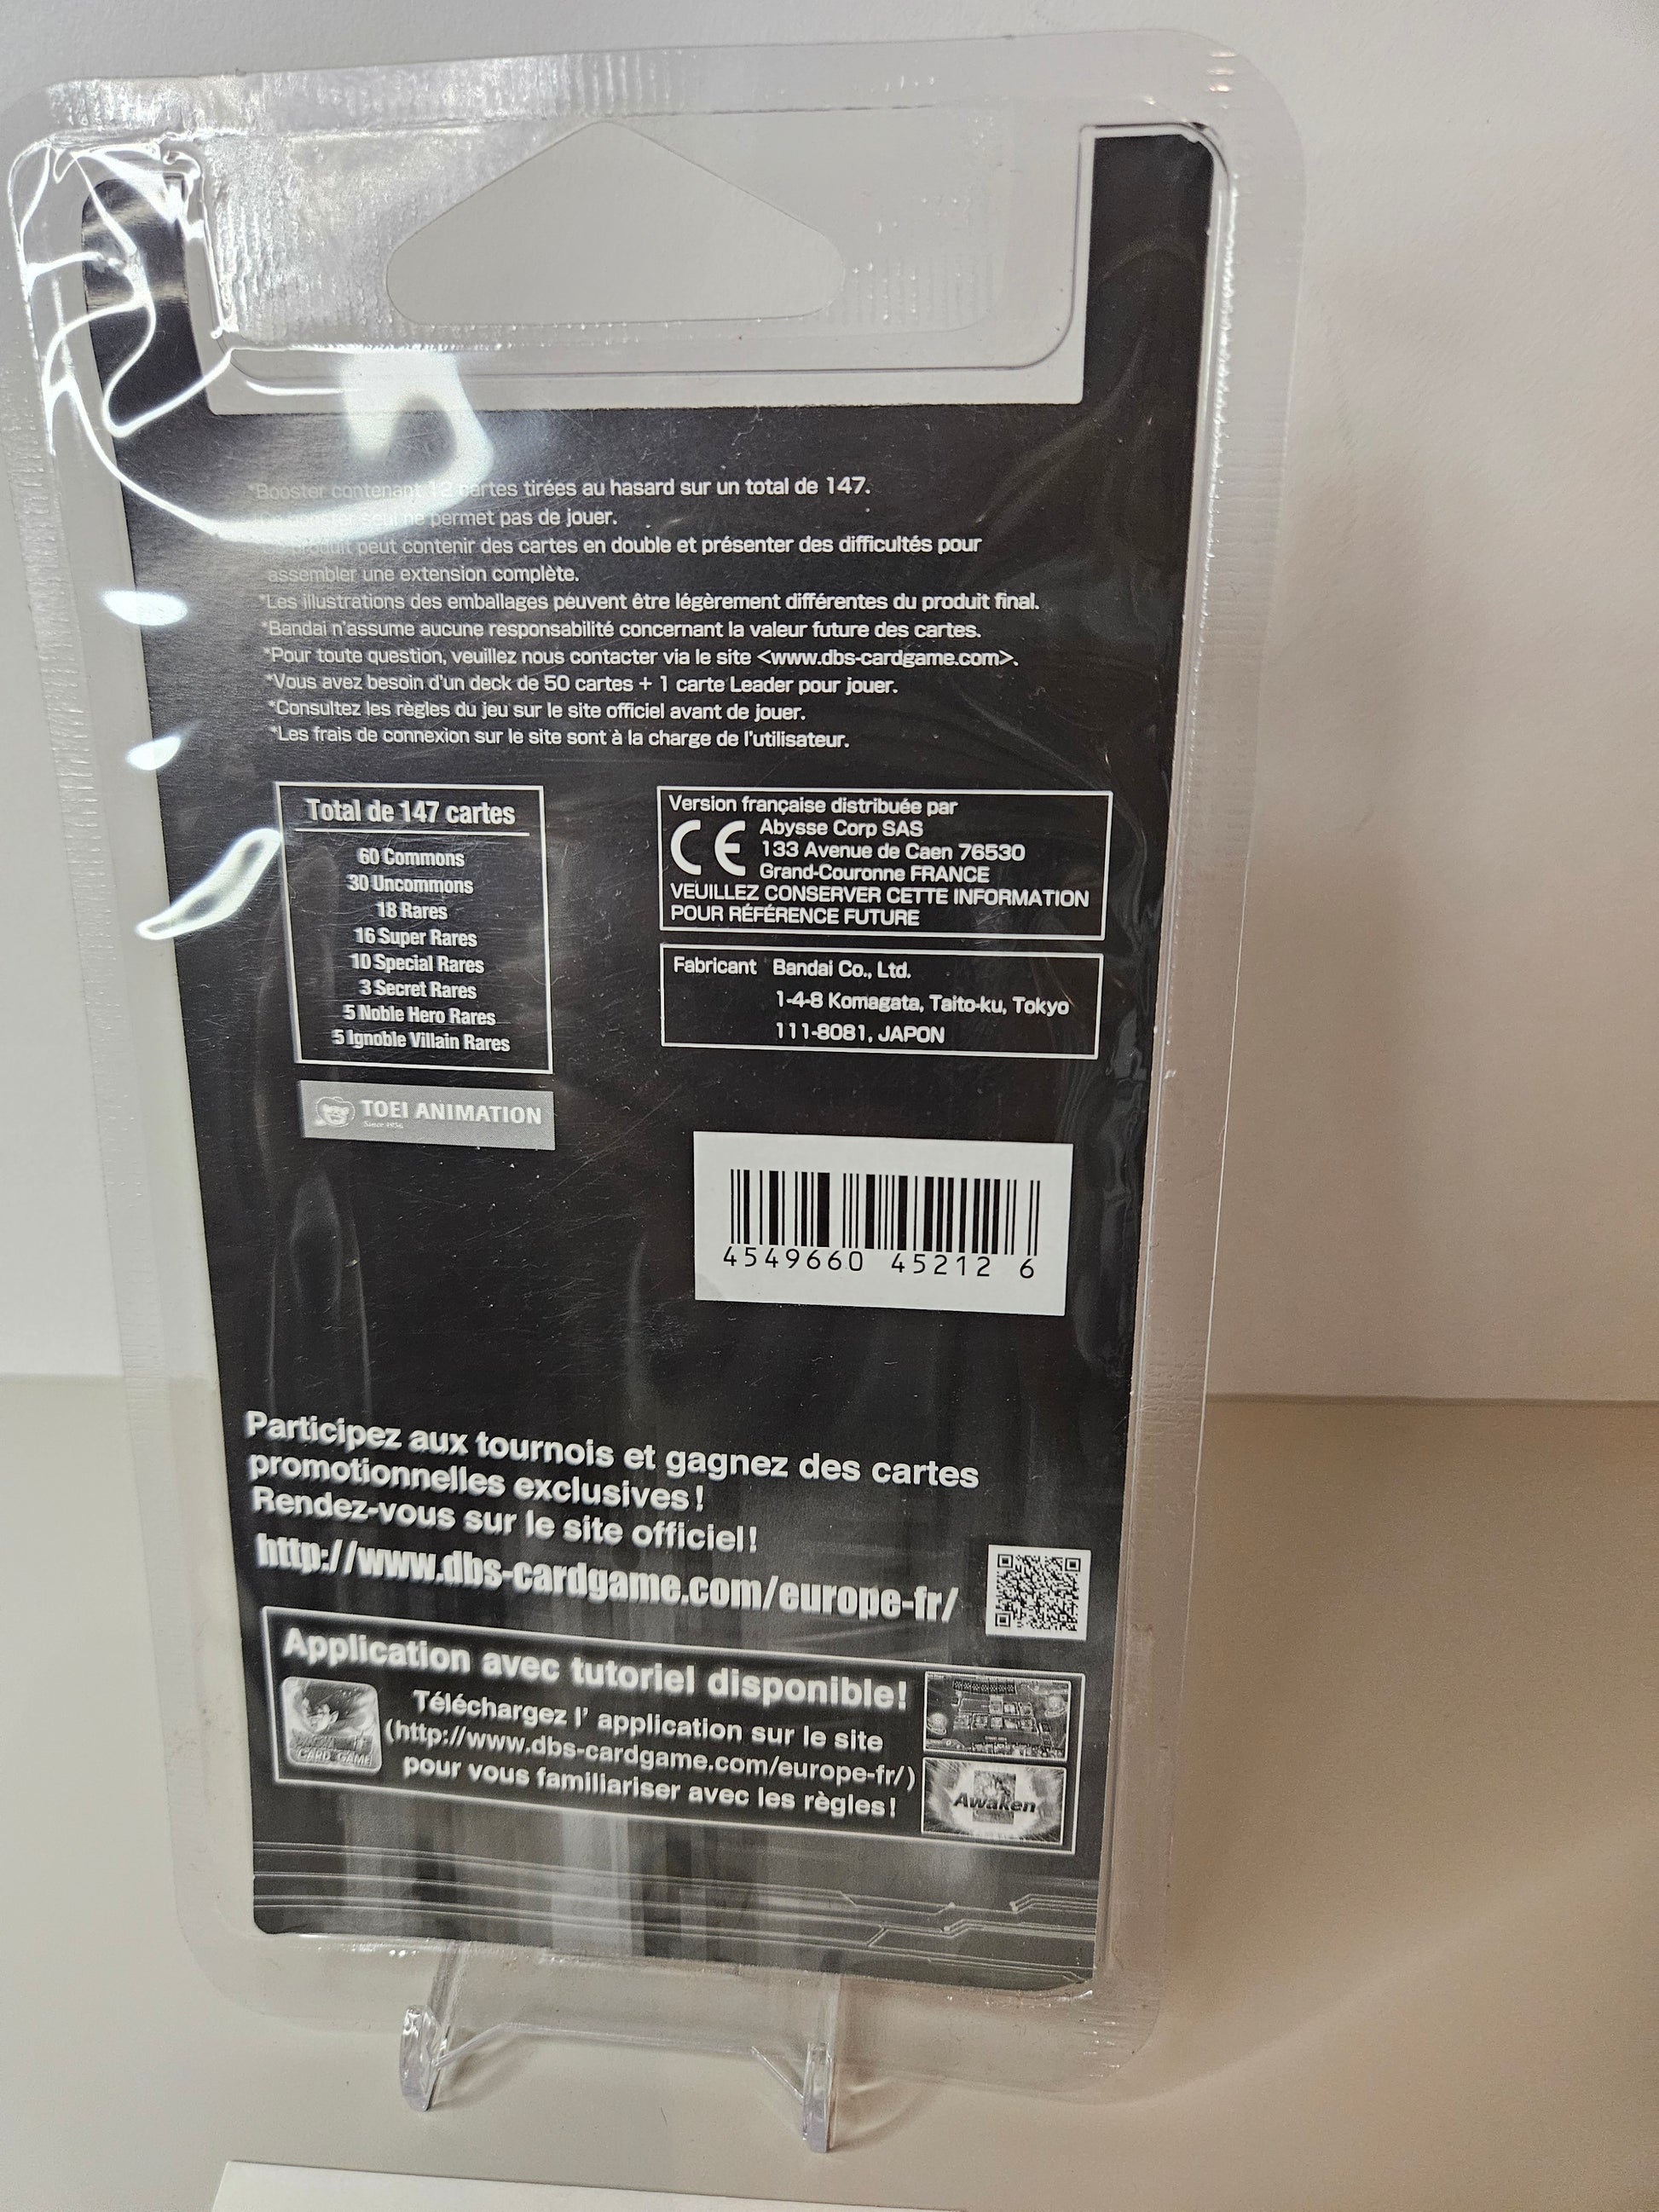 *Booster contenant 12 cartes tirées au hasard sur un total de 147.
seul ne permet pas de jouer.
produit peut contenir des cartes en double et présenter des difficultés pour
assembler une extension complète.
*Les illustrations des emballages peuvent être légèrement différentes du produit final.
*Bandai n'assume aucune responsabilité concernant la valeur future des cartes.
*Pour toute question, veuillez nous contacter via le site <www.dbs-cardgame.com>.
*Vous avez besoin d'un deck de 50 cartes + 1 carte Leader pour jouer.
*Consultez les règles du jeu sur le site officiel avant de jouer.
*Les frais de connexion sur le site sont à la charge de l'utilisateur.
Total de 147 cartes
60 Commons
30 Uncommons
18 Rares
16 Super Rares
10 Special Rares
3 Secret Rares
5 Noble Hero Rares
5 Ignoble Villain Rares
TOEI ANIMATION
Since 1956
Version française distribuée par
CE
Abysse Corp SAS
133 Avenue de Caen 76530
Grand-Couronne FRANCE
VEUILLEZ CONSERVER CETTE INFORMATION
POUR RÉFÉRENCE FUTURE
Fabricant Bandai Co., Ltd.
1-4-8 Komagata, Taito-ku, Tokyo
111-8081, JAPON
4549660 45212 6
Participez aux tournois et gagnez des cartes
promotionnelles exclusives !
Rendez-vous sur le site officiel !
http://www.dbs-cardgame.com/europe-fr/
Application avec tutoriel disponible!
Téléchargez l' application sur le site
(http://www.dbs-cardgame.com/europe-fr/)
pour vous familiariser avec les règles !
CARD GAME
Awaken